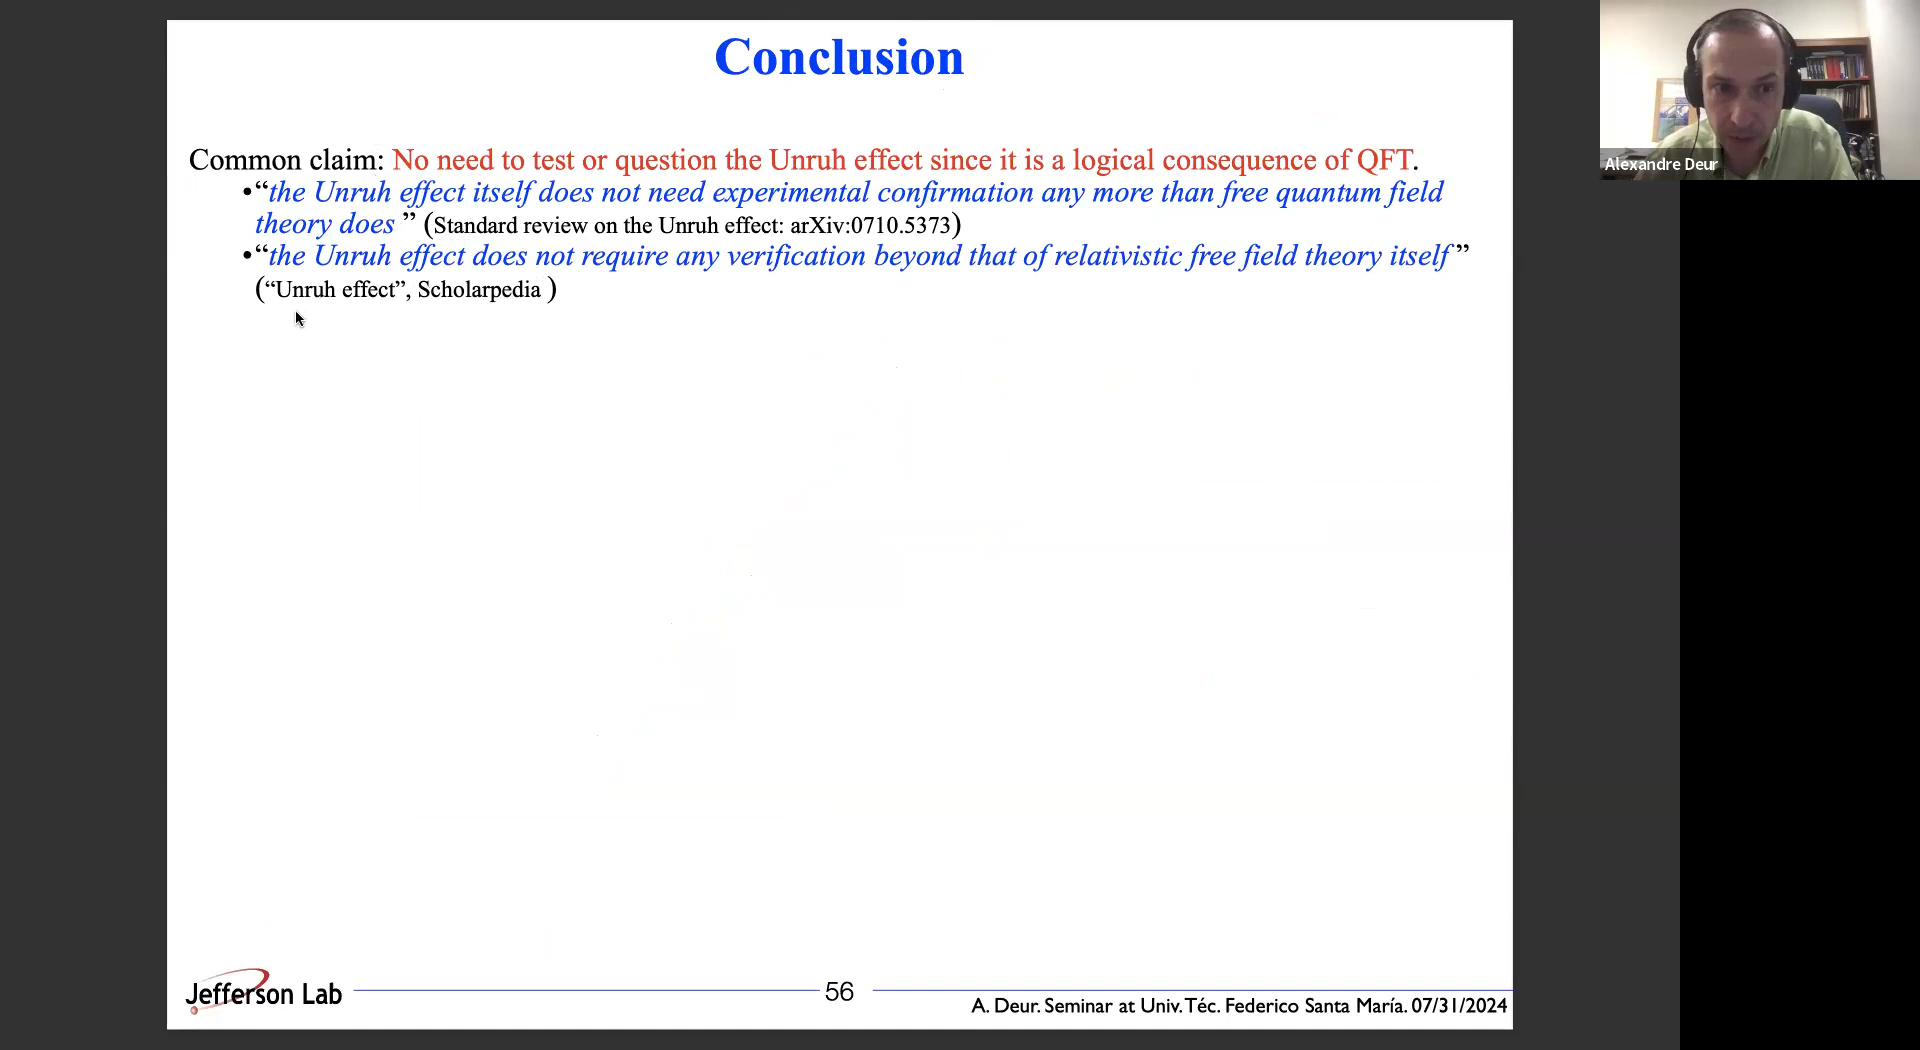 Conclusion
Common claim: No need to test or question the Unruh effect since it is a logical consequence of QFT.
•“the Unruh effect itself does not need experimental confirmation any more than free quantum field
theory does ” (Standard review on the Unruh effect: arXiv:0710.5373)
•“the Unruh effect does not require any verification beyond that of relativistic free field theory itself”
(“Unruh effect”, Scholarpedia )
Jefferson Lab
56
A. Deur. Seminar at Univ. Téc. Federico Santa María. 07/31/2024
Alexandre Deur